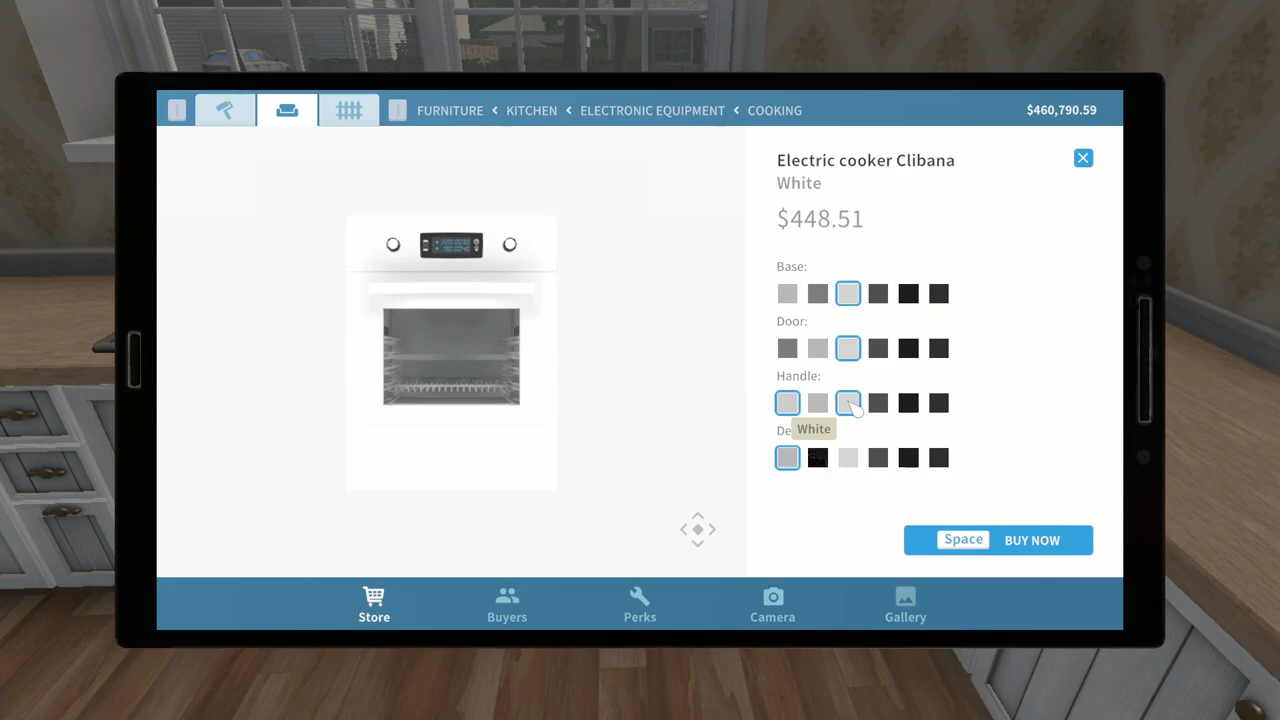 FURNITURE < KITCHEN < ELECTRONIC EQUIPMENT < COOKING
$460,790.59
Electric cooker Clibana
White
$448.51
Base:
Door:
Handle:
De
White
Space BUY NOW
Store
Buyers
Perks
Camera
Gallery